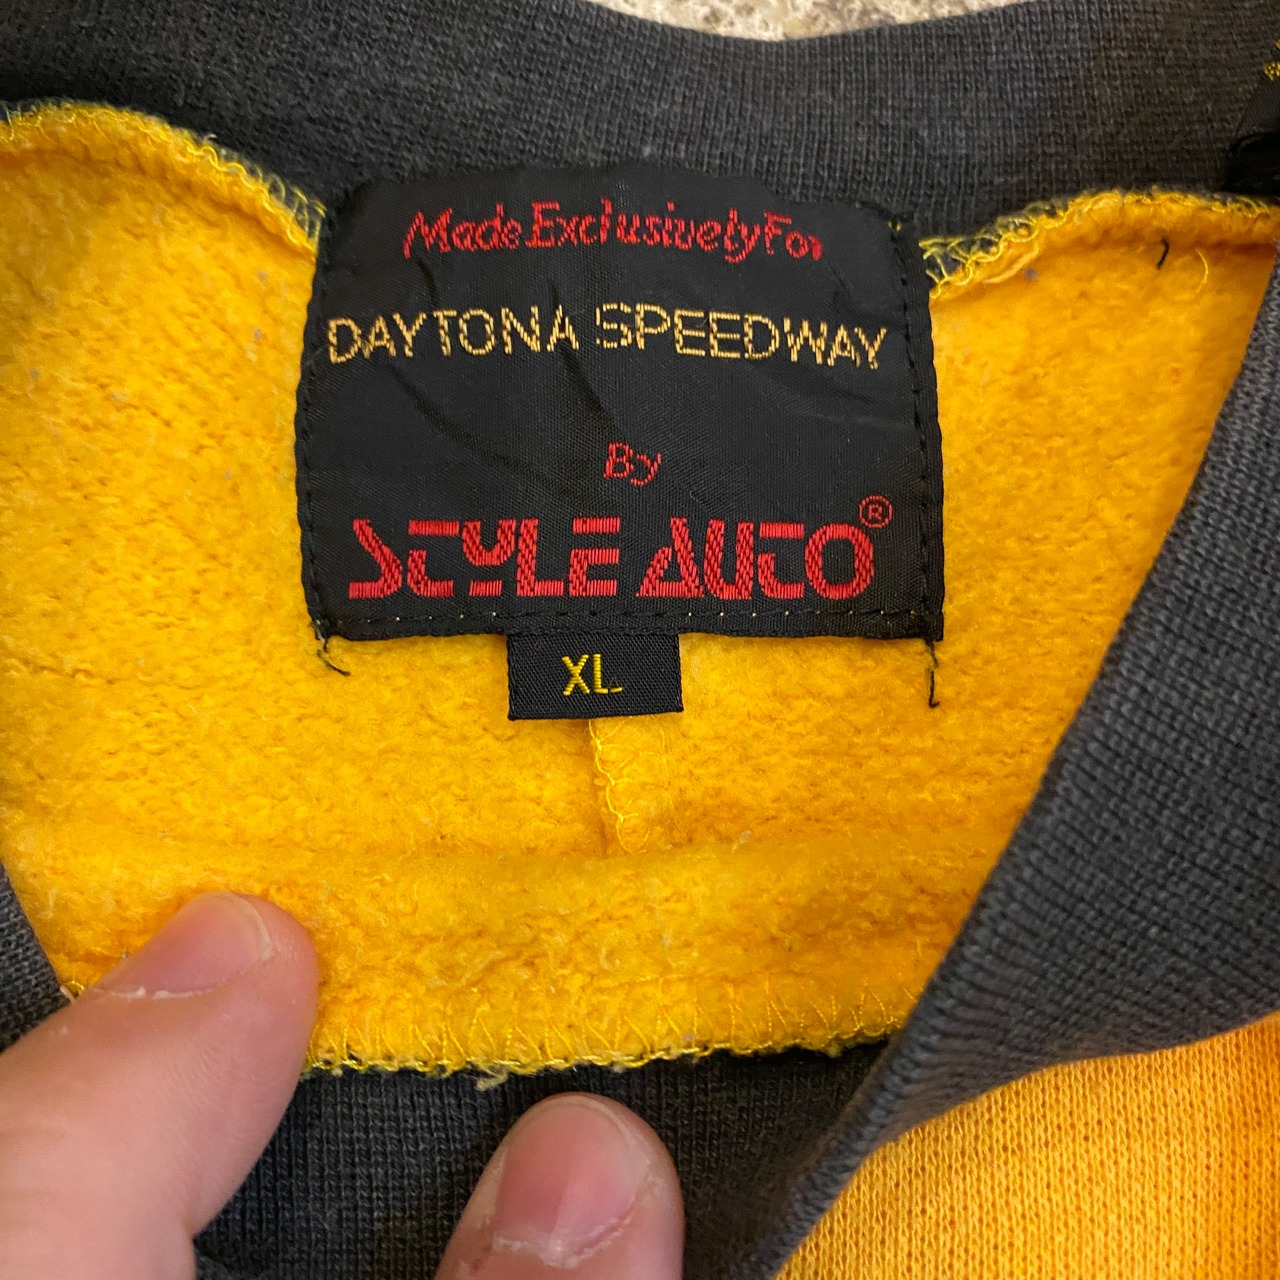 Made Exclusively For
DAYTONA SPEEDWAY
By
STYLE AUTO®
XL